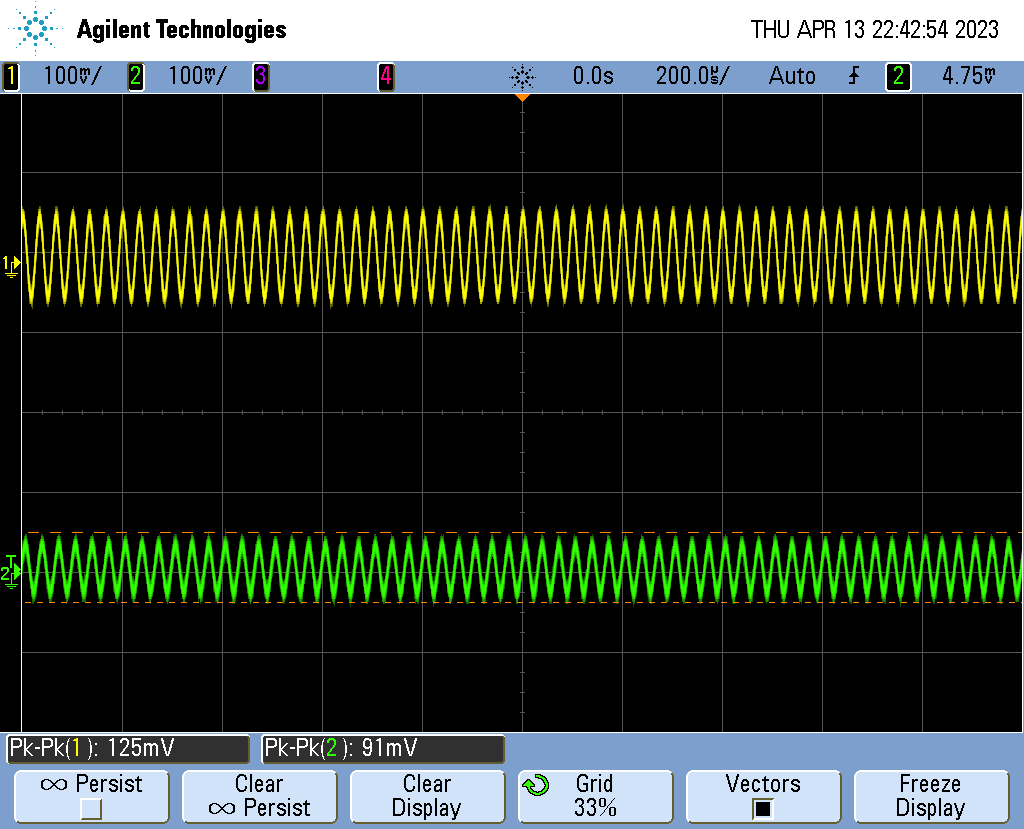 Agilent Technologies
THU APR 13 22:42:54 2023
1 100mV/ 2 100mV/ 3 4 0.0s 200.0µs/ Auto 2 4.75mV
1
T
2
Pk-Pk(1): 125mV Pk-Pk(2): 91mV
∞ Persist
Clear
∞ Persist
Clear
Display
Grid
33%
Vectors
Freeze
Display